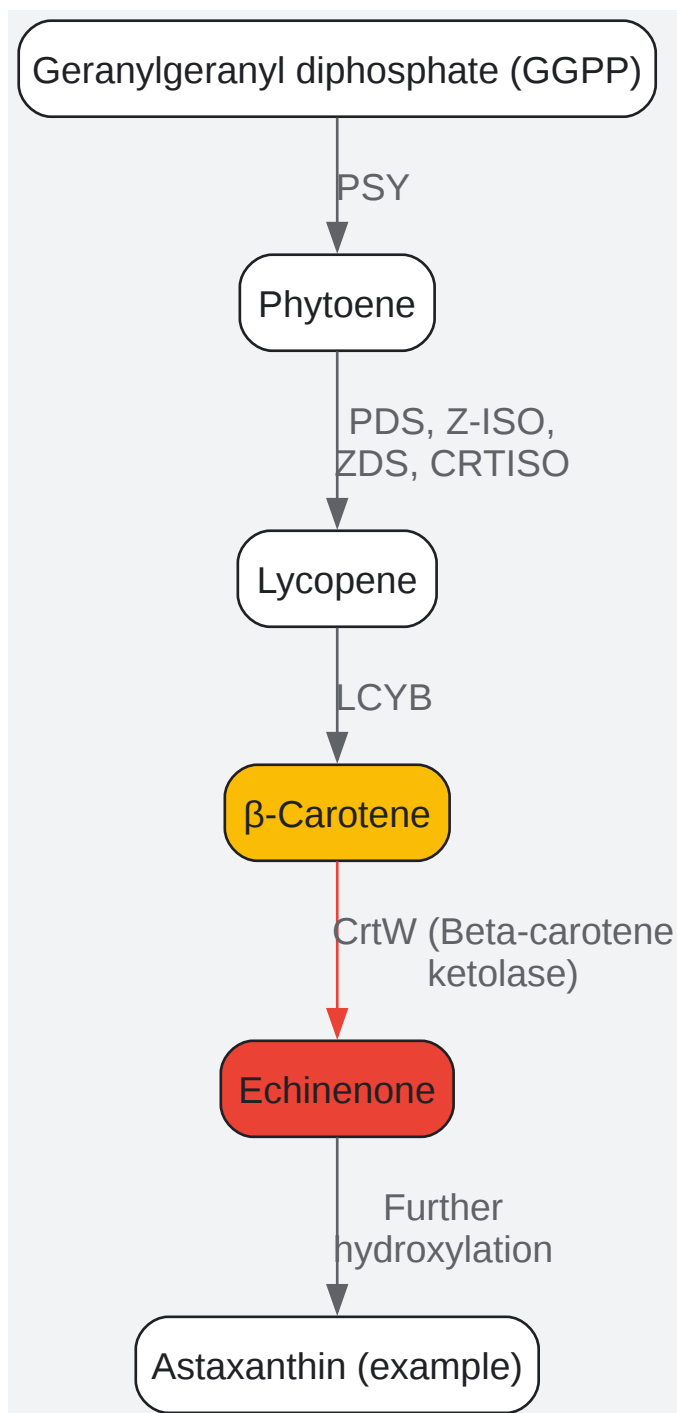 Geranylgeranyl diphosphate (GGPP)
PSY
Phytoene
PDS, Z-ISO,
ZDS, CRTISO
Lycopene
LCYB
β-Carotene
CrtW (Beta-carotene
ketolase)
Echinenone
Further
hydroxylation
Astaxanthin (example)